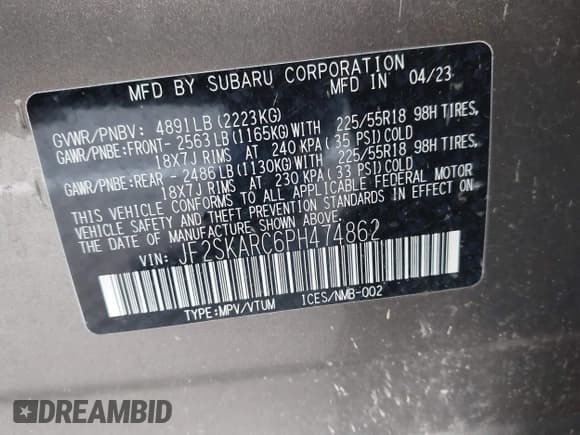 MFD BY SUBARU CORPORATION
MFD IN 04/23
GVWR/PNBV: 4891LB(2223KG)
GAWR/PNBE:FRONT- 2563LB(1165KG)WITH 225/55R18 98H TIRES,
18X7J RIMS AT 240 KPA(35 PSI)COLD
GAWR/PNBE:REAR - 2486LB(1130KG)WITH 225/55R18 98H TIRES,
18X7J RIMS AT 230 KPA(33 PSI)COLD
THIS VEHICLE CONFORMS TO ALL APPLICABLE FEDERAL MOTOR
VEHICLE SAFETY AND THEFT PREVENTION STANDARDS IN EFFECT ON
THE DATE OF MANUFACTURE SHOWN ABOVE.
VIN: JF2SKARC6PH474862
TYPE:MPV/VTUM ICES/NMB-002
DREAMBID